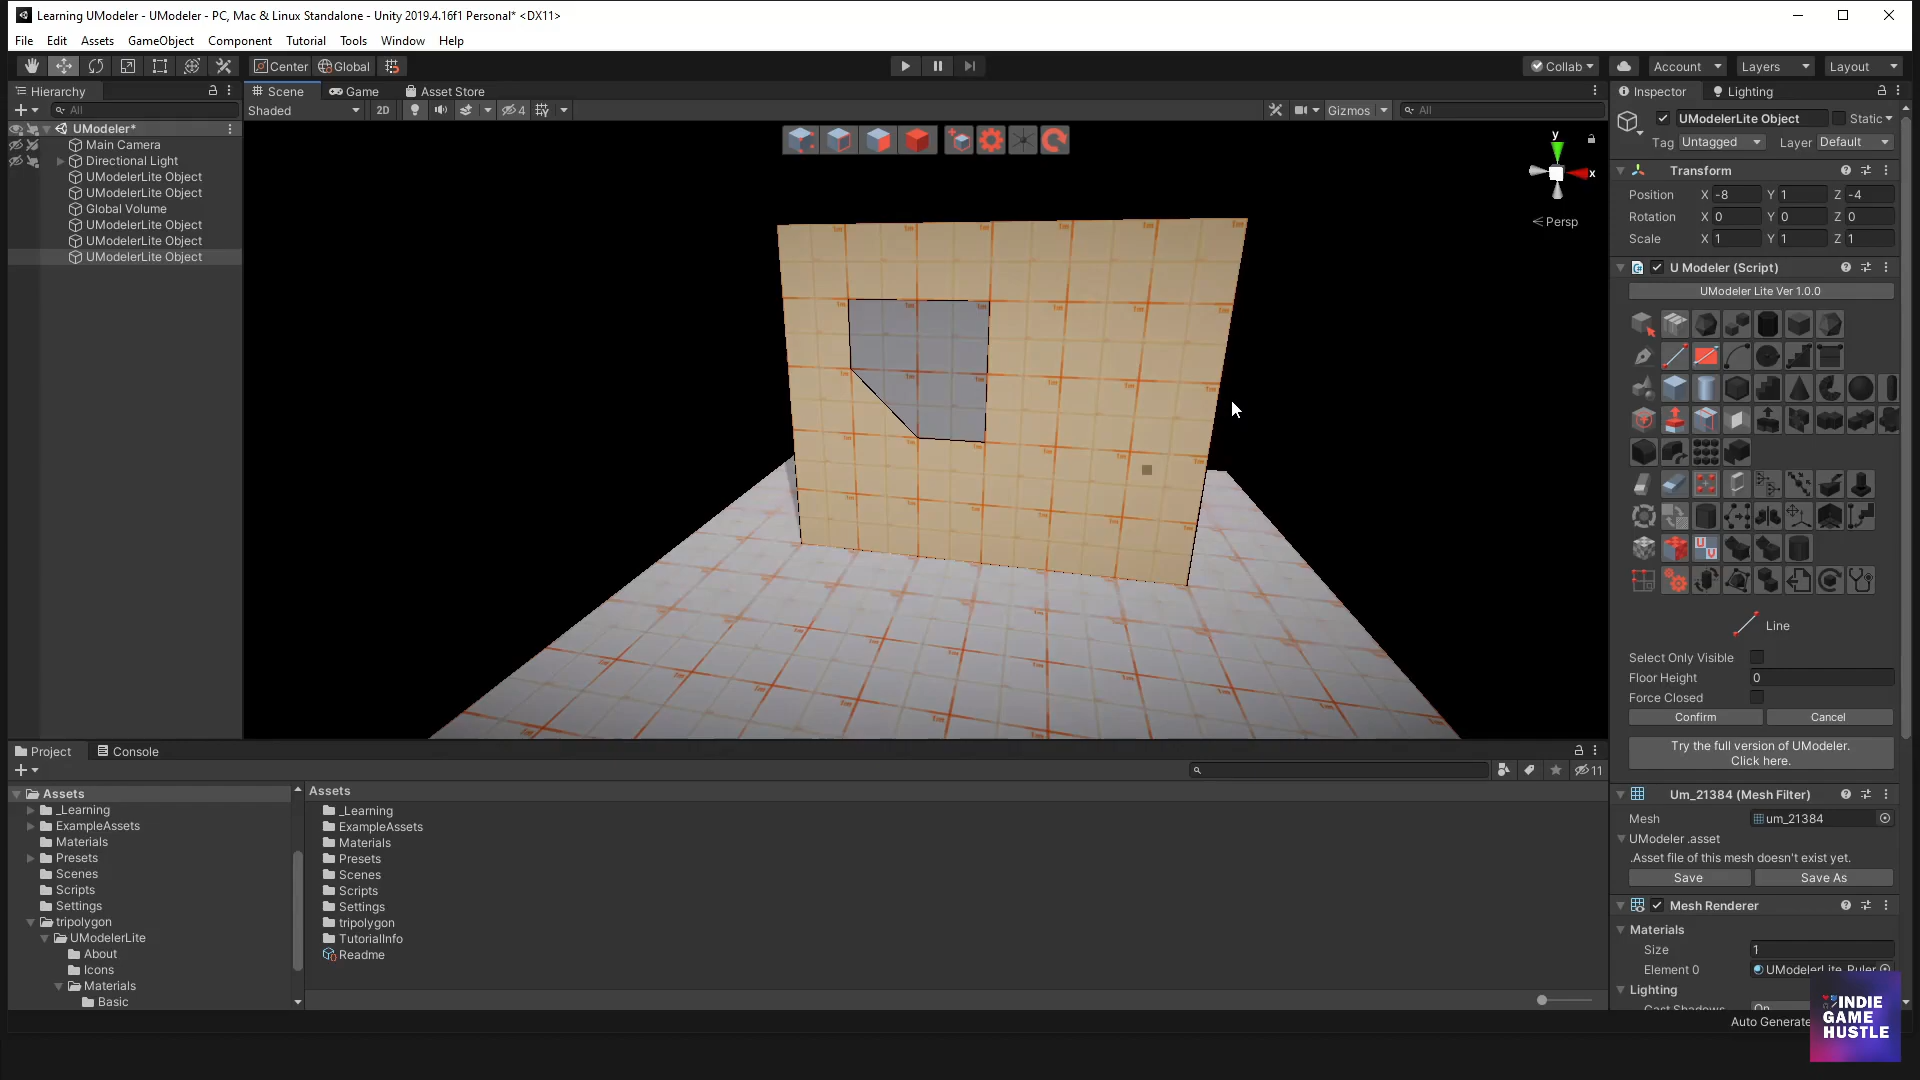 Learning UModeler - UModeler - PC, Mac & Linux Standalone - Unity 2019.4.16f1 Personal* <DX11>
File Edit Assets GameObject Component Tutorial Tools Window Help
Center Global
Collab Account Layers Layout
Hierarchy
Scene Game Asset Store
Inspector Lighting
All
Shaded 2D 4
Gizmos All
UModeler*
Main Camera
Directional Light
UModelerLite Object
UModelerLite Object
Global Volume
UModelerLite Object
UModelerLite Object
UModelerLite Object
y
x
Persp
UModelerLite Object Static
Tag Untagged Layer Default
Transform
Position X -8 Y 1 Z -4
Rotation X 0 Y 0 Z 0
Scale X 1 Y 1 Z 1
U Modeler (Script)
UModeler Lite Ver 1.0.0
Line
Select Only Visible
Floor Height 0
Force Closed
Confirm Cancel
Try the full version of UModeler.
Click here.
Um_21384 (Mesh Filter)
Mesh um_21384
UModeler .asset
.Asset file of this mesh doesn't exist yet.
Save Save As
Mesh Renderer
Materials
Size 1
Element 0 UModelerLite_Ruler
Lighting
Cast Shadows On
Auto Generate
Project Console
11
Assets
_Learning
ExampleAssets
Materials
Presets
Scenes
Scripts
Settings
tripolygon
UModelerLite
About
Icons
Materials
Basic
Assets
_Learning
ExampleAssets
Materials
Presets
Scenes
Scripts
Settings
tripolygon
TutorialInfo
Readme
INDIE
GAME
HUSTLE